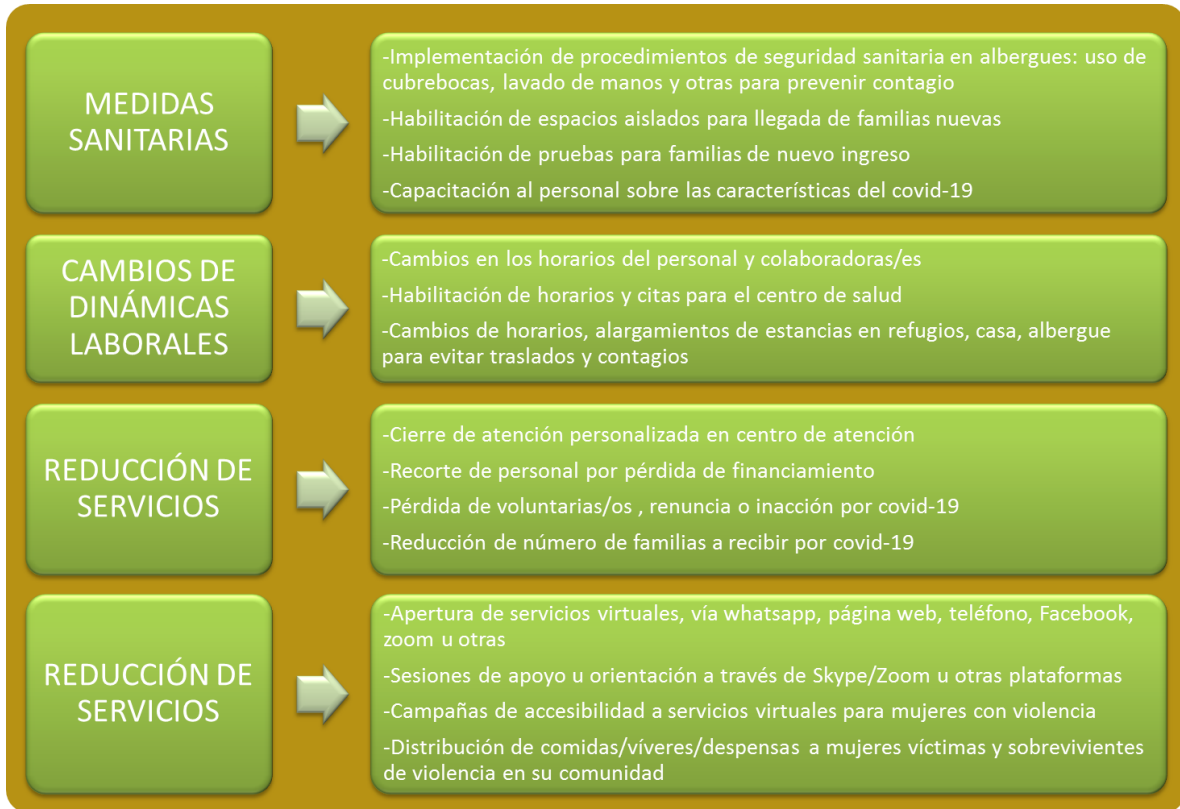 MEDIDAS
SANITARIAS
-Implementación de procedimientos de seguridad sanitaria en albergues: uso de
cubrebocas, lavado de manos y otras para prevenir contagio
-Habilitación de espacios aislados para llegada de familias nuevas
-Habilitación de pruebas para familias de nuevo ingreso
-Capacitación al personal sobre las características del covid-19
CAMBIOS DE
DINÁMICAS
LABORALES
-Cambios en los horarios del personal y colaboradoras/es
-Habilitación de horarios y citas para el centro de salud
-Cambios de horarios, alargamientos de estancias en refugios, casa, albergue
para evitar traslados y contagios
REDUCCIÓN DE
SERVICIOS
-Cierre de atención personalizada en centro de atención
-Recorte de personal por pérdida de financiamiento
-Pérdida de voluntarias/os , renuncia o inacción por covid-19
-Reducción de número de familias a recibir por covid-19
REDUCCIÓN DE
SERVICIOS
-Apertura de servicios virtuales, vía whatsapp, página web, teléfono, Facebook,
zoom u otras
-Sesiones de apoyo u orientación a través de Skype/Zoom u otras plataformas
-Campañas de accesibilidad a servicios virtuales para mujeres con violencia
-Distribución de comidas/víveres/despensas a mujeres víctimas y sobrevivientes
de violencia en su comunidad